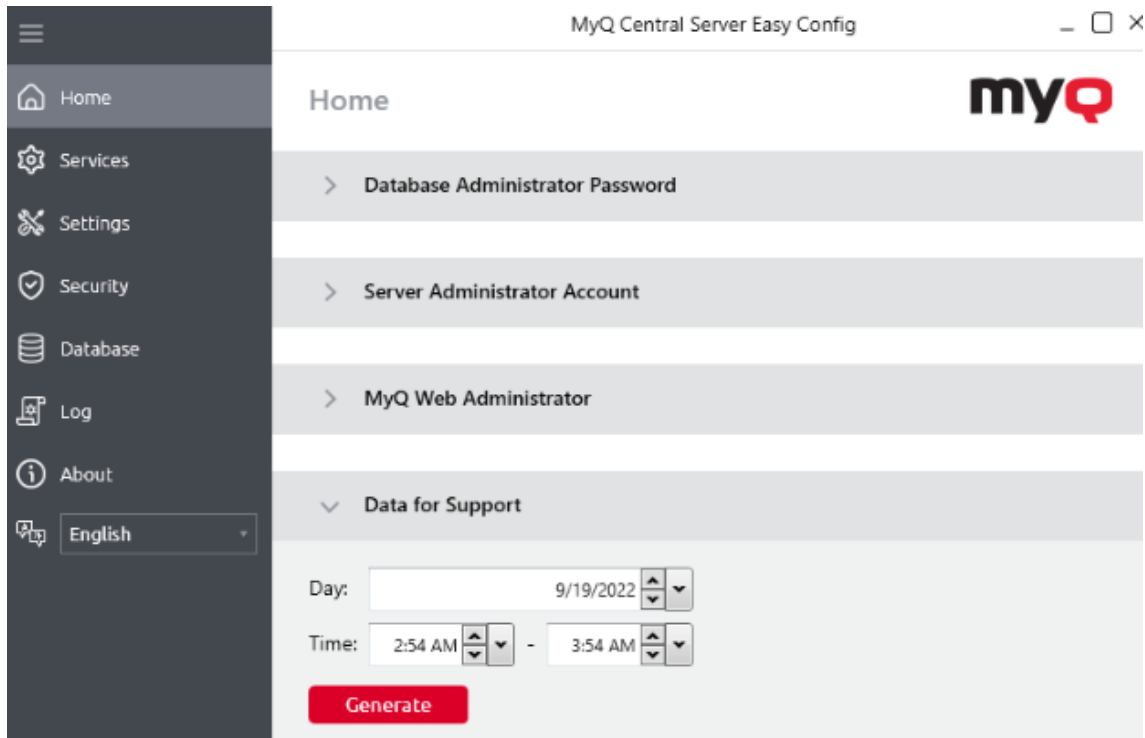 MyQ Central Server Easy Config
Home
Services
Settings
Security
Database
Log
About
English
Home
myQ
Database Administrator Password
Server Administrator Account
MyQ Web Administrator
Data for Support
Day: 9/19/2022
Time: 2:54 AM - 3:54 AM
Generate